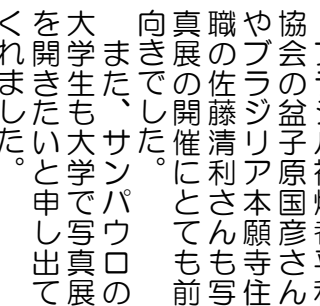 協会の盆子原国彦さん
やブラジリア本願寺住
職の佐藤清利さんも写
真展の開催にとても前
向きでした。
また、サンパウロの
大学生も大学で写真展
を開きたいと申し出て
くれました。